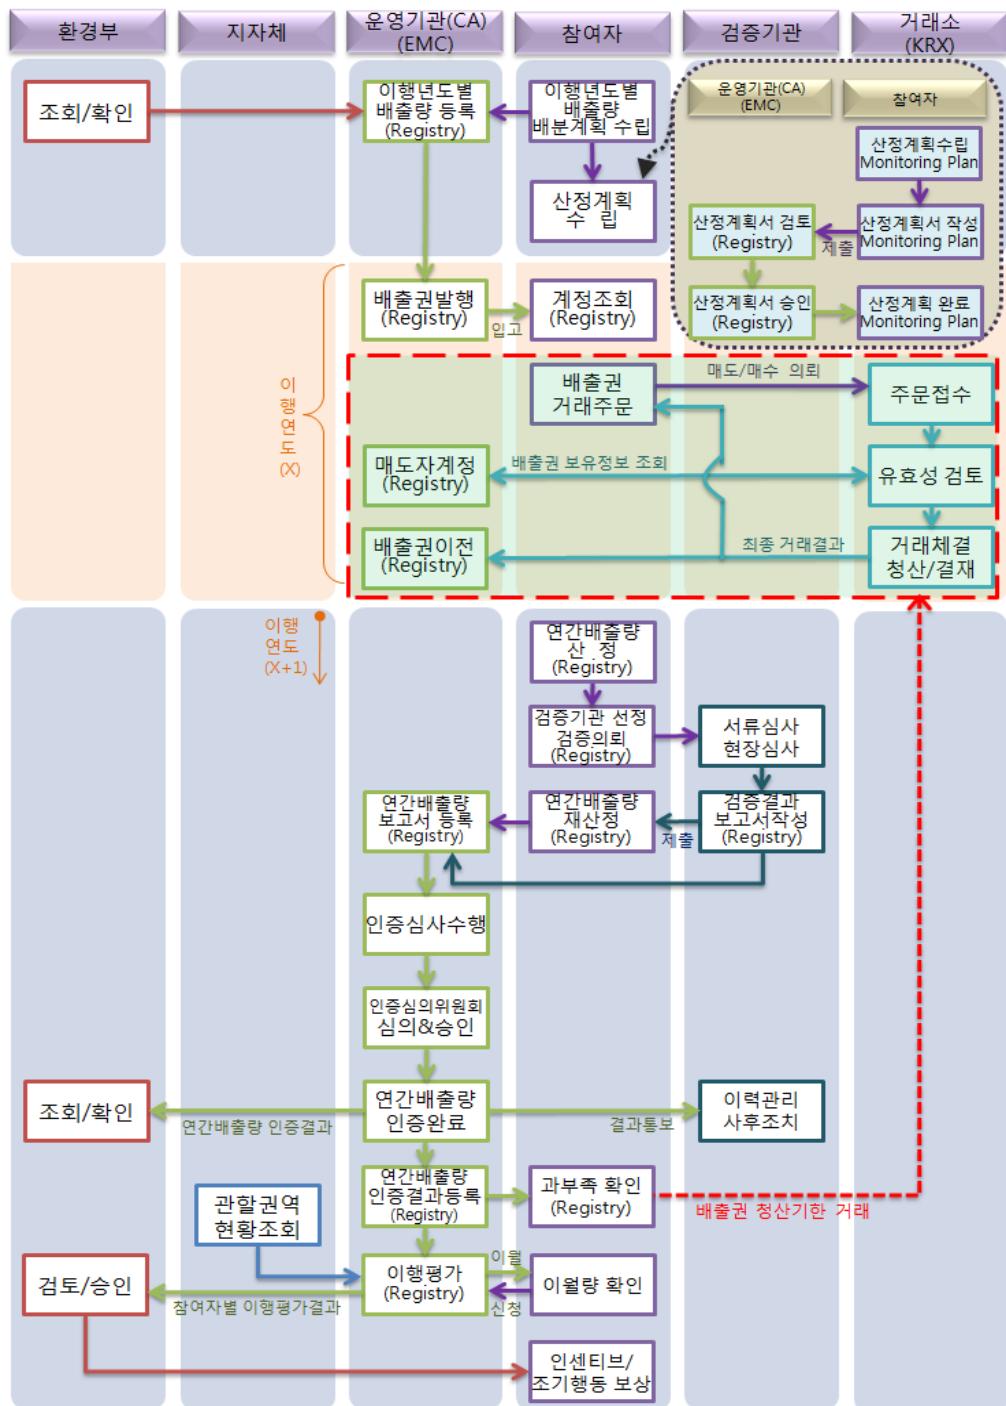 환경부
지자체
운영기관(CA)
(EMC)
참여자
검증기관
거래소
(KRX)
조회/확인
이행년도별
배출량 등록
(Registry)
이행년도별
배출량
배분계획 수립
산정계획
수 립
운영기관(CA)
(EMC)
참여자
산정계획수립
Monitoring Plan
산정계획서 검토
(Registry)
제출
산정계획서 작성
Monitoring Plan
산정계획서 승인
(Registry)
산정계획 완료
Monitoring Plan
배출권발행
(Registry)
입고
계정조회
(Registry)
이
행
연
도
(X)
배출권
거래주문
매도/매수 의뢰
주문접수
매도자계정
(Registry)
배출권 보유정보 조회
유효성 검토
배출권이전
(Registry)
최종 거래결과
거래체결
청산/결재
이행
연도
(X+1)
연간배출량
산 정
(Registry)
검증기관 선정
검증의뢰
(Registry)
서류심사
현장심사
연간배출량
보고서 등록
(Registry)
연간배출량
재산정
(Registry)
제출
검증결과
보고서작성
(Registry)
인증심사수행
인증심의위원회
심의&승인
조회/확인
연간배출량 인증결과
연간배출량
인증완료
결과통보
이력관리
사후조치
연간배출량
인증결과등록
(Registry)
과부족 확인
(Registry)
배출권 청산기한 거래
관할권역
현황조회
검토/승인
참여자별 이행평가결과
이행평가
(Registry)
이월
신청
이월량 확인
인센티브/
조기행동 보상